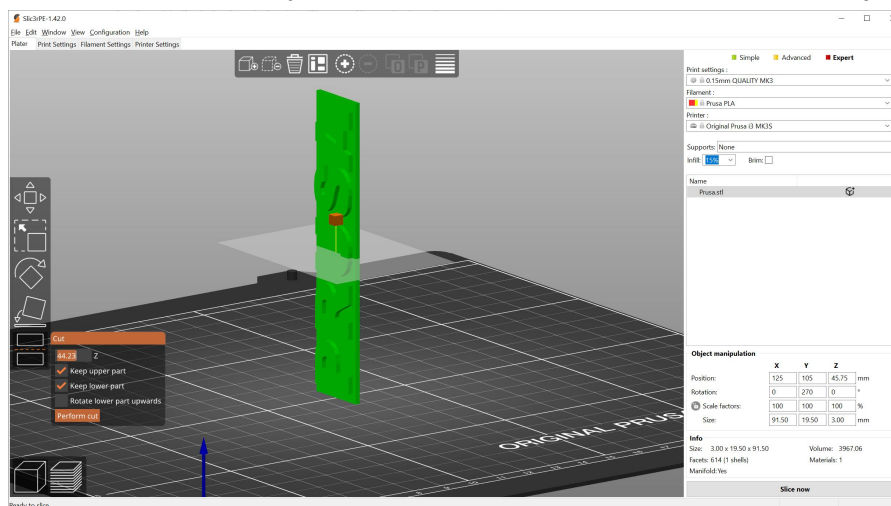 Slic3rPE-1.42.0
File Edit Window View Configuration Help
Plater Print Settings Filament Settings Printer Settings
Simple Advanced Expert
Print settings :
0.15mm QUALITY MK3
Filament :
Prusa PLA
Printer :
Original Prusa i3 MK3S
Supports: None
Infill: 15% Brim:
Name
Prusa.stl
Cut
44.23 Z
Keep upper part
Keep lower part
Rotate lower part upwards
Perform cut
ORIGINAL PRUSA
Object manipulation
X Y Z
Position: 125 105 45.75 mm
Rotation: 0 270 0 °
Scale factors: 100 100 100 %
Size: 91.50 19.50 3.00 mm
Info
Size: 3.00 x 19.50 x 91.50 Volume: 3967.06
Facets: 614 (1 shells) Materials: 1
Manifold: Yes
Slice now
Ready to slice